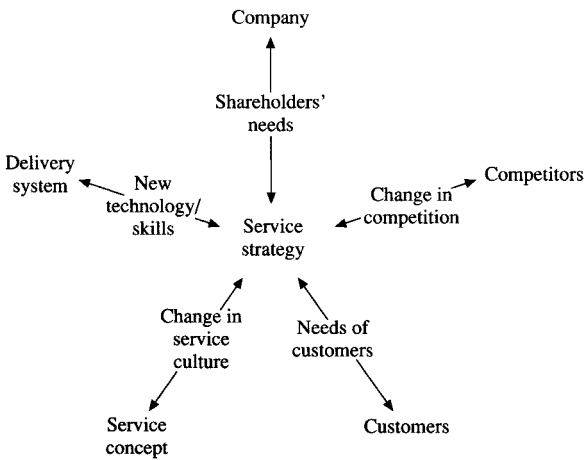 Company
Shareholders'
needs
Delivery
system
New
technology/
skills
Competitors
Change in
competition
Service
strategy
Change in
service
culture
Needs of
customers
Service
concept
Customers